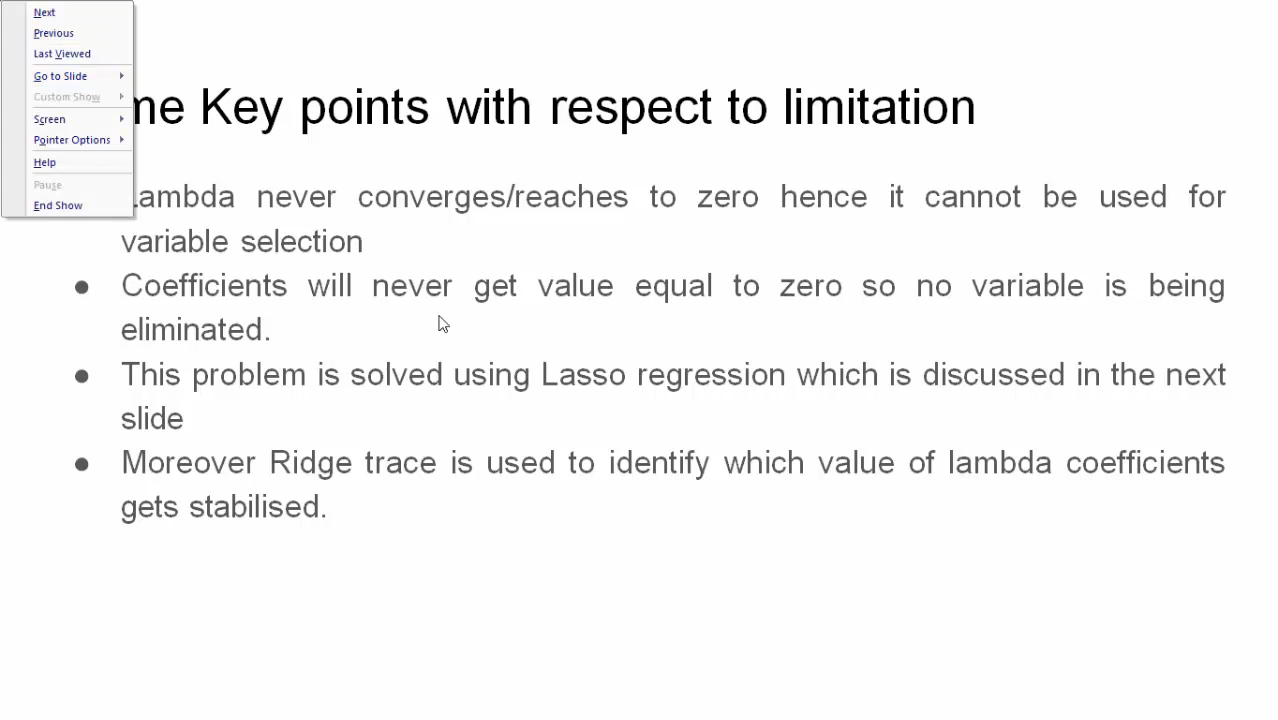 Next
Previous
Last Viewed
Go to Slide
Custom Show
Screen
Pointer Options
Help
Pause
End Show
me Key points with respect to limitation
Lambda never converges/reaches to zero hence it cannot be used for
variable selection
● Coefficients will never get value equal to zero so no variable is being
eliminated.
● This problem is solved using Lasso regression which is discussed in the next
slide
● Moreover Ridge trace is used to identify which value of lambda coefficients
gets stabilised.